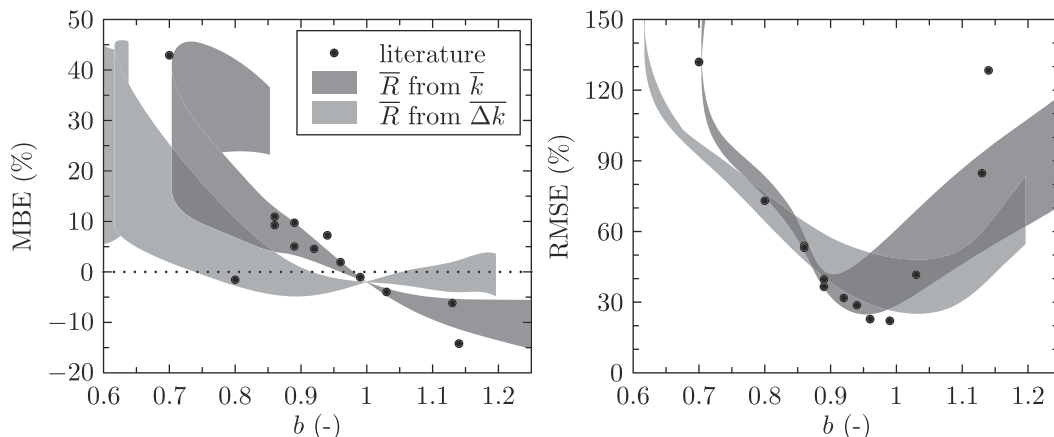 50
40
30
20
10
0
−10
−20
MBE (%)
0.6 0.7 0.8 0.9 1 1.1 1.2
b (-)
literature
R̅ from k̅
R̅ from Δ̅k̅
150
120
90
60
30
0
RMSE (%)
0.6 0.7 0.8 0.9 1 1.1 1.2
b (-)